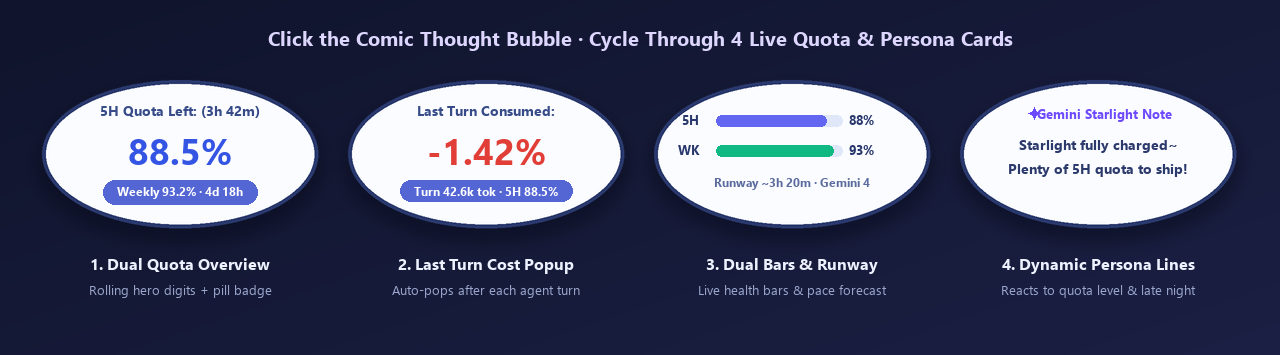 Click the Comic Thought Bubble · Cycle Through 4 Live Quota & Persona Cards
5H Quota Left: (3h 42m)
88.5%
Weekly 93.2% · 4d 18h
1. Dual Quota Overview
Rolling hero digits + pill badge
Last Turn Consumed:
-1.42%
Turn 42.6k tok · 5H 88.5%
2. Last Turn Cost Popup
Auto-pops after each agent turn
5H 88%
WK 93%
Runway ~3h 20m · Gemini 4
3. Dual Bars & Runway
Live health bars & pace forecast
✦Gemini Starlight Note
Starlight fully charged~
Plenty of 5H quota to ship!
4. Dynamic Persona Lines
Reacts to quota level & late night